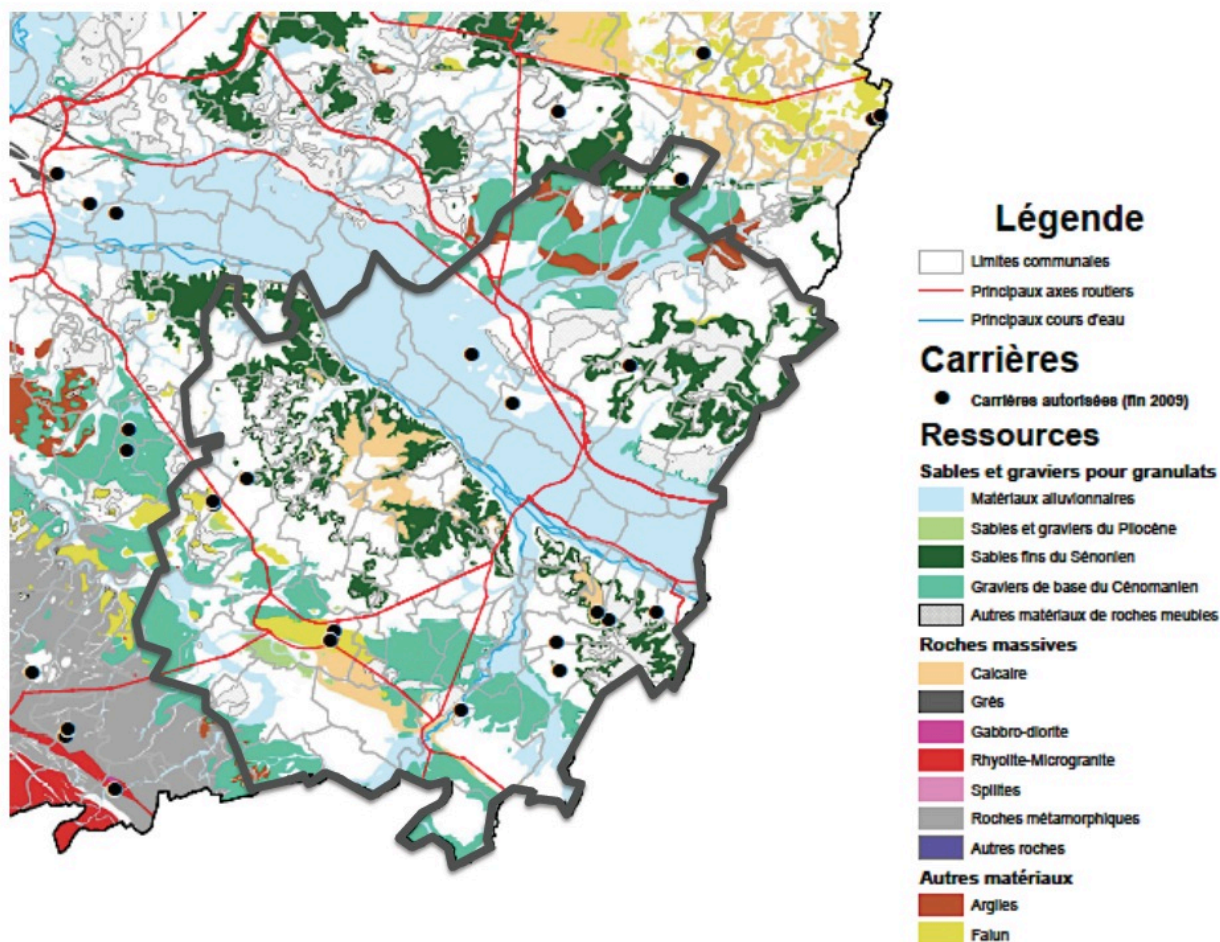 Légende
Limites communales
Principaux axes routiers
Principaux cours d'eau
Carrières
Carrières autorisées (fin 2009)
Ressources
Sables et graviers pour granulats
Matériaux alluvionnaires
Sables et graviers du Pliocène
Sables fins du Sénonien
Graviers de base du Cénomanien
Autres matériaux de roches meubles
Roches massives
Calcaire
Grès
Gabbro-diorite
Rhyolite-Microgranite
Spilites
Roches métamorphiques
Autres roches
Autres matériaux
Argiles
Falun